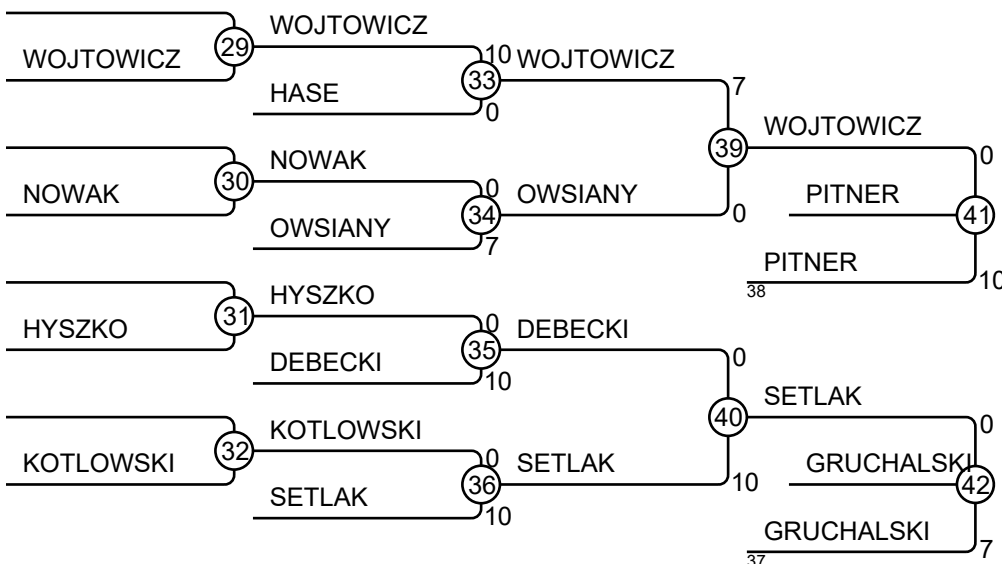 WOJTOWICZ
29
WOJTOWICZ
10
HASE
0
33
WOJTOWICZ
7
NOWAK
30
NOWAK
0
OWSIANY
7
34
OWSIANY
0
39
WOJTOWICZ
0
PITNER
41
PITNER
38
10
HYSZKO
31
HYSZKO
0
DEBECKI
10
35
DEBECKI
0
KOTLOWSKI
32
KOTLOWSKI
0
SETLAK
10
36
SETLAK
10
40
SETLAK
0
GRUCHALSKI
42
GRUCHALSKI
37
7